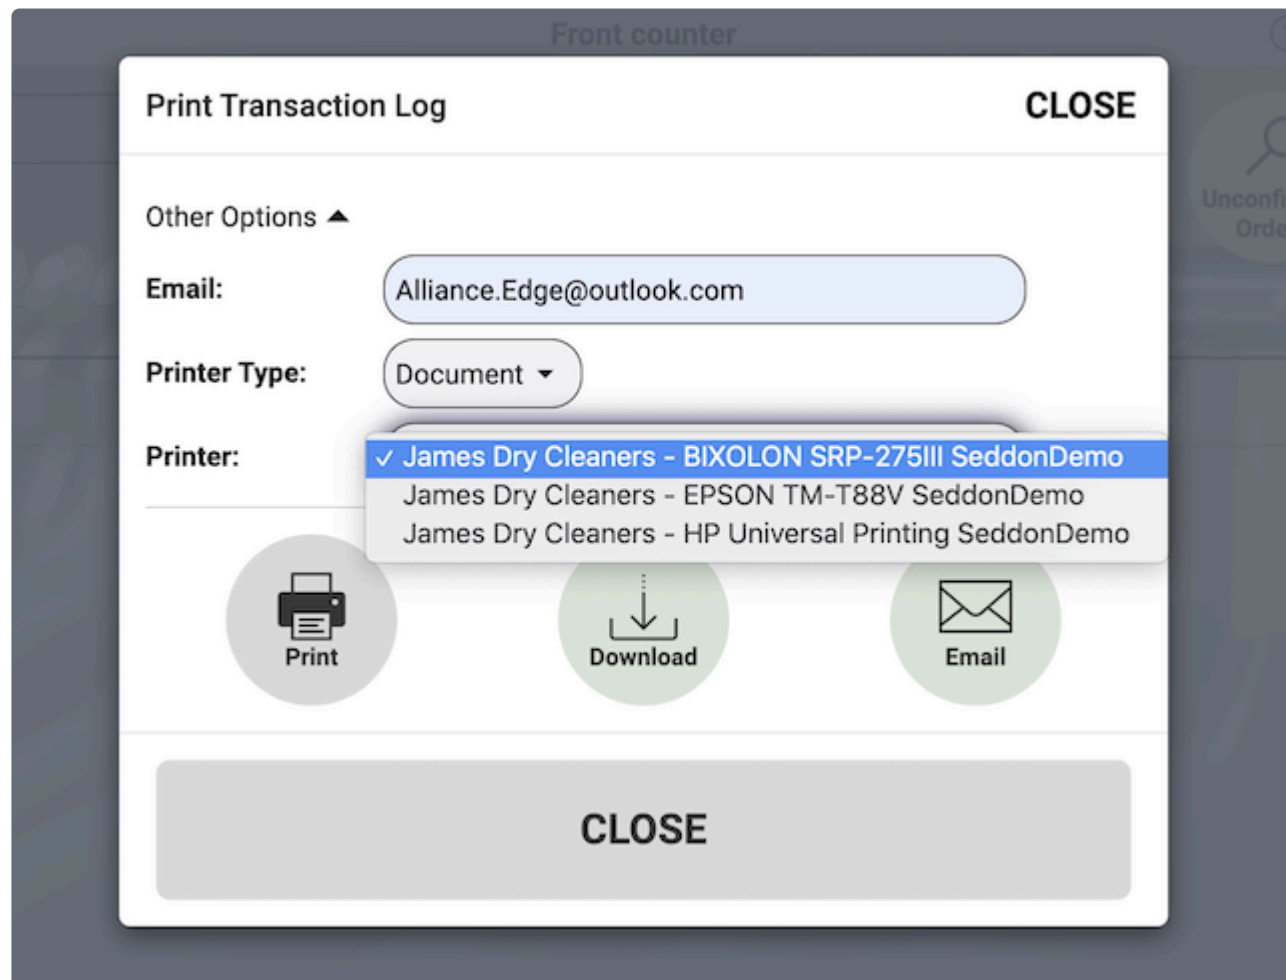 Front counter
Print Transaction Log
CLOSE
Other Options
Email:
Alliance.Edge@outlook.com
Printer Type:
Document
Printer:
✓ James Dry Cleaners - BIXOLON SRP-275III SeddonDemo
James Dry Cleaners - EPSON TM-T88V SeddonDemo
James Dry Cleaners - HP Universal Printing SeddonDemo
Print
Download
Email
CLOSE
Unconfi
Orde